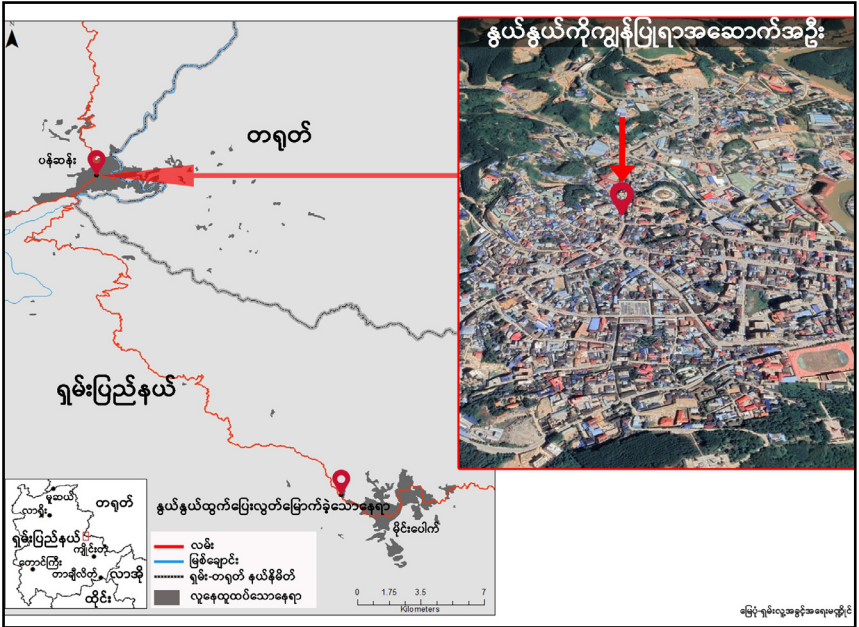 N
နွယ်နွယ်ကိုကျွန်ပြုရာအဆောက်အဦး
တရုတ်
ပန်ဆန်း
ရှမ်းပြည်နယ်
နွယ်နွယ်ထွက်ပြေးလွတ်မြောက်ခဲ့သောနေရာ
မိုင်းပေါက်
မူဆယ်
တရုတ်
လားရှိုး
ရှမ်းပြည်နယ်
ကျိုင်းတုံ
တောင်ကြီး
တာချီလိတ်
လာအို
ထိုင်း
လမ်း
မြစ်ချောင်း
ရှမ်း-တရုတ် နယ်နိမိတ်
လူနေထူထပ်သောနေရာ
0 1.75 3.5 7
Kilometers
မြေပုံ-ရှမ်းလူ့အခွင့်အရေးမဏ္ဍိုင်